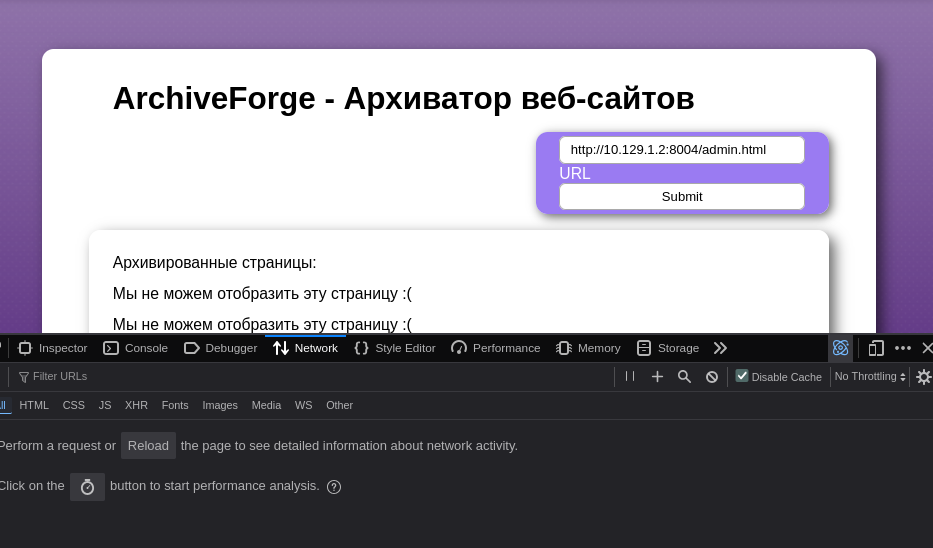 ArchiveForge - Архиватор веб-сайтов
http://10.129.1.2:8004/admin.html
URL
Submit
Архивированные страницы:
Мы не можем отобразить эту страницу :(
Мы не можем отобразить эту страницу :(
Inspector Console Debugger Network Style Editor Performance Memory Storage
Filter URLs Disable Cache No Throttling
HTML CSS JS XHR Fonts Images Media WS Other
Perform a request or Reload the page to see detailed information about network activity.
Click on the button to start performance analysis. ?